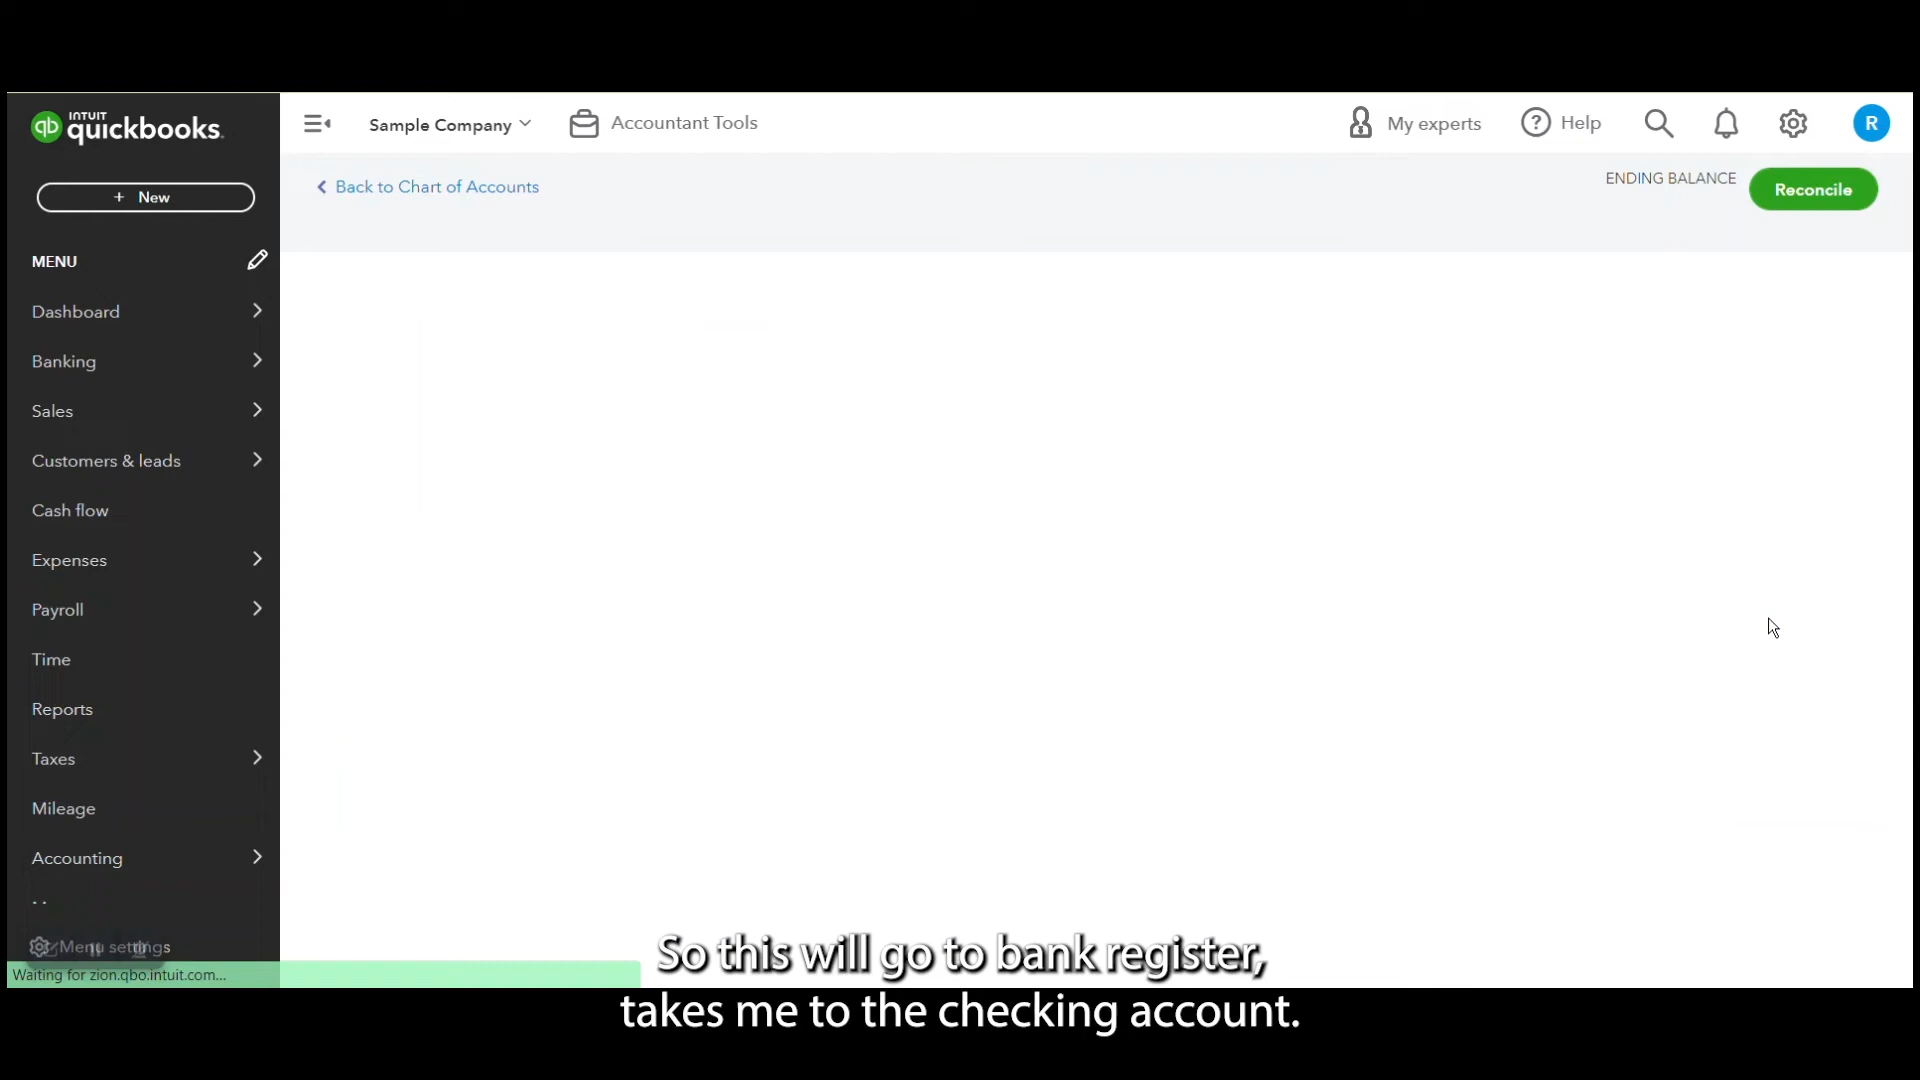 INTUIT
qb quickbooks.
Sample Company
Accountant Tools
My experts
Help
R
+ New
Back to Chart of Accounts
ENDING BALANCE
Reconcile
MENU
Dashboard
Banking
Sales
Customers & leads
Cash flow
Expenses
Payroll
Time
Reports
Taxes
Mileage
Accounting
Menu settings
Waiting for zion.qbo.intuit.com...
So this will go to bank register,
takes me to the checking account.